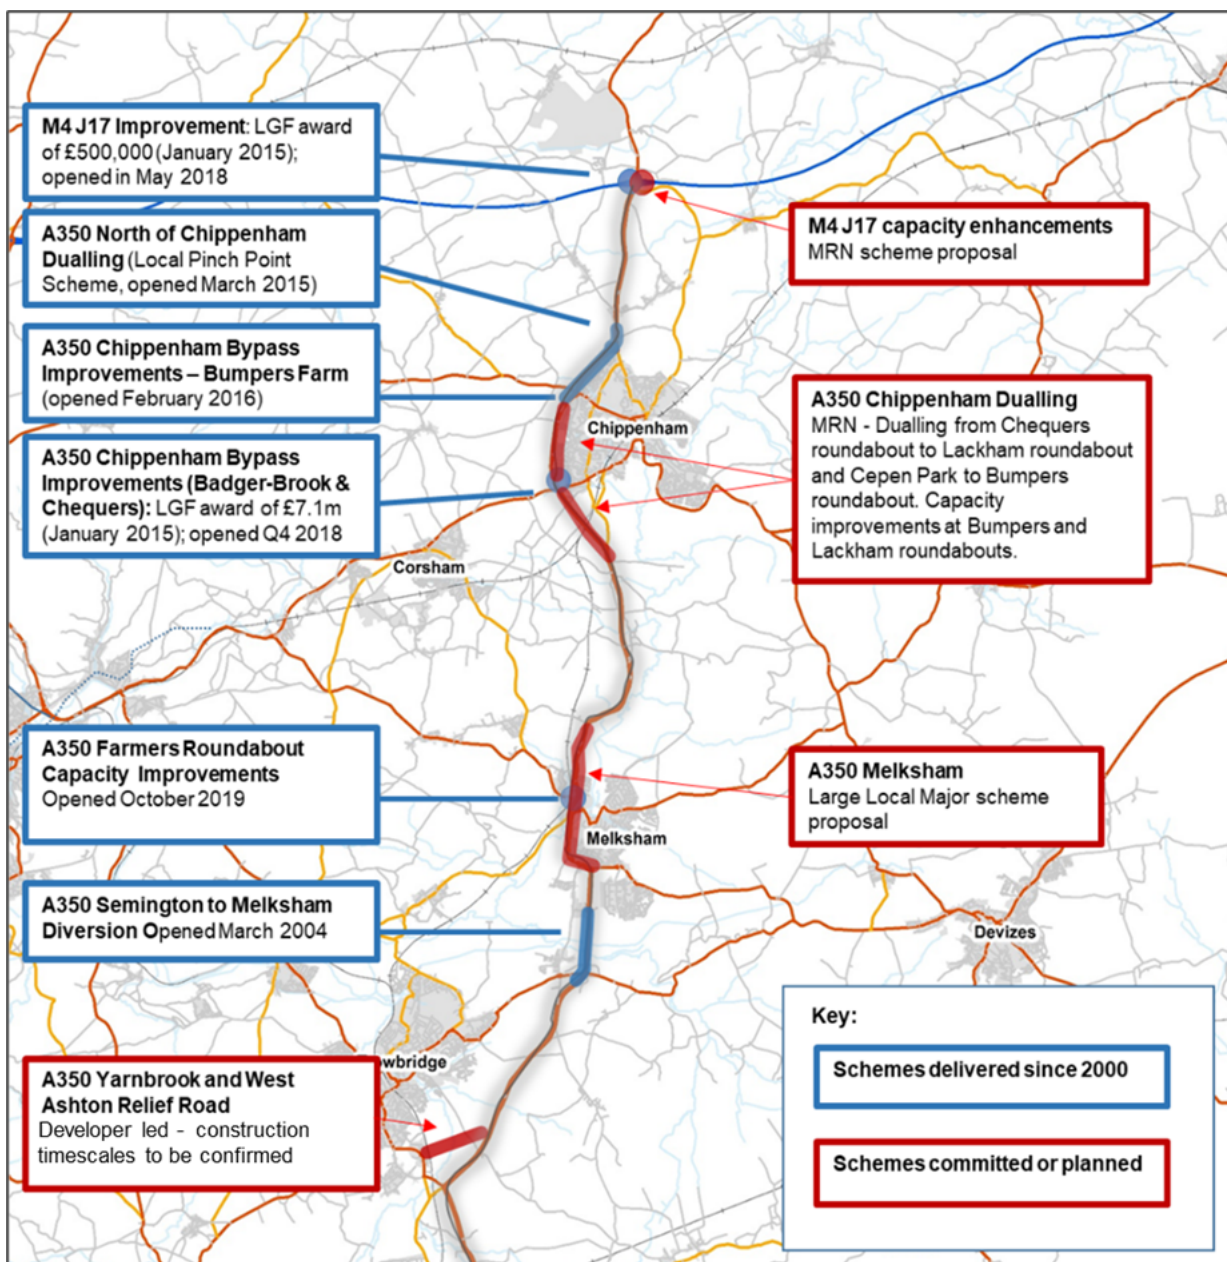 M4 J17 Improvement: LGF award
of £500,000 (January 2015);
opened in May 2018
A350 North of Chippenham
Dualling (Local Pinch Point
Scheme, opened March 2015)
A350 Chippenham Bypass
Improvements – Bumpers Farm
(opened February 2016)
A350 Chippenham Bypass
Improvements (Badger-Brook &
Chequers): LGF award of £7.1m
(January 2015); opened Q4 2018
A350 Farmers Roundabout
Capacity Improvements
Opened October 2019
A350 Semington to Melksham
Diversion Opened March 2004
A350 Yarnbrook and West
Ashton Relief Road
Developer led - construction
timescales to be confirmed
M4 J17 capacity enhancements
MRN scheme proposal
A350 Chippenham Dualling
MRN - Dualling from Chequers
roundabout to Lackham roundabout
and Cepen Park to Bumpers
roundabout. Capacity
improvements at Bumpers and
Lackham roundabouts.
A350 Melksham
Large Local Major scheme
proposal
Chippenham
Corsham
Melksham
Devizes
wbridge
Key:
Schemes delivered since 2000
Schemes committed or planned